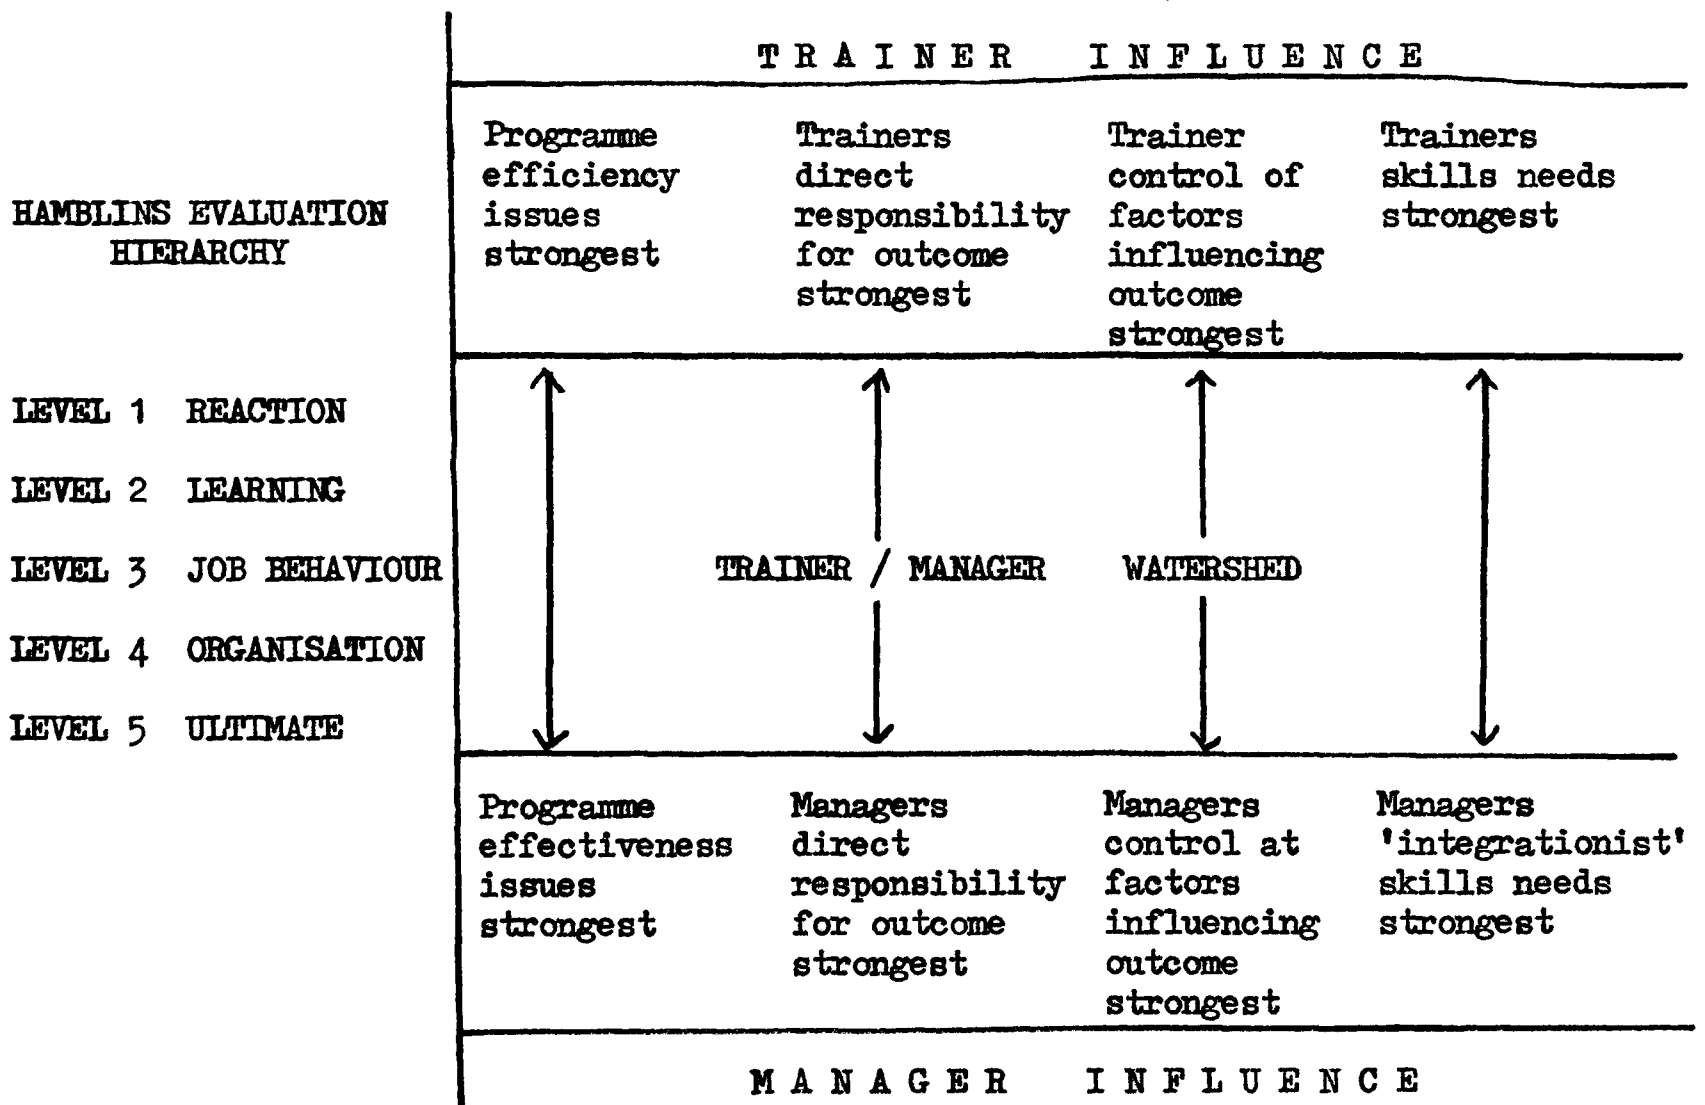 TRAINER INFLUENCE
HAMBLINS EVALUATION
HIERARCHY
Programme
efficiency
issues
strongest
Trainers
direct
responsibility
for outcome
strongest
Trainer
control of
factors
influencing
outcome
strongest
Trainers
skills needs
strongest
LEVEL 1 REACTION
LEVEL 2 LEARNING
LEVEL 3 JOB BEHAVIOUR
TRAINER / MANAGER WATERSHED
LEVEL 4 ORGANISATION
LEVEL 5 ULTIMATE
Programme
effectiveness
issues
strongest
Managers
direct
responsibility
for outcome
strongest
Managers
control at
factors
influencing
outcome
strongest
Managers
'integrationist'
skills needs
strongest
MANAGER INFLUENCE